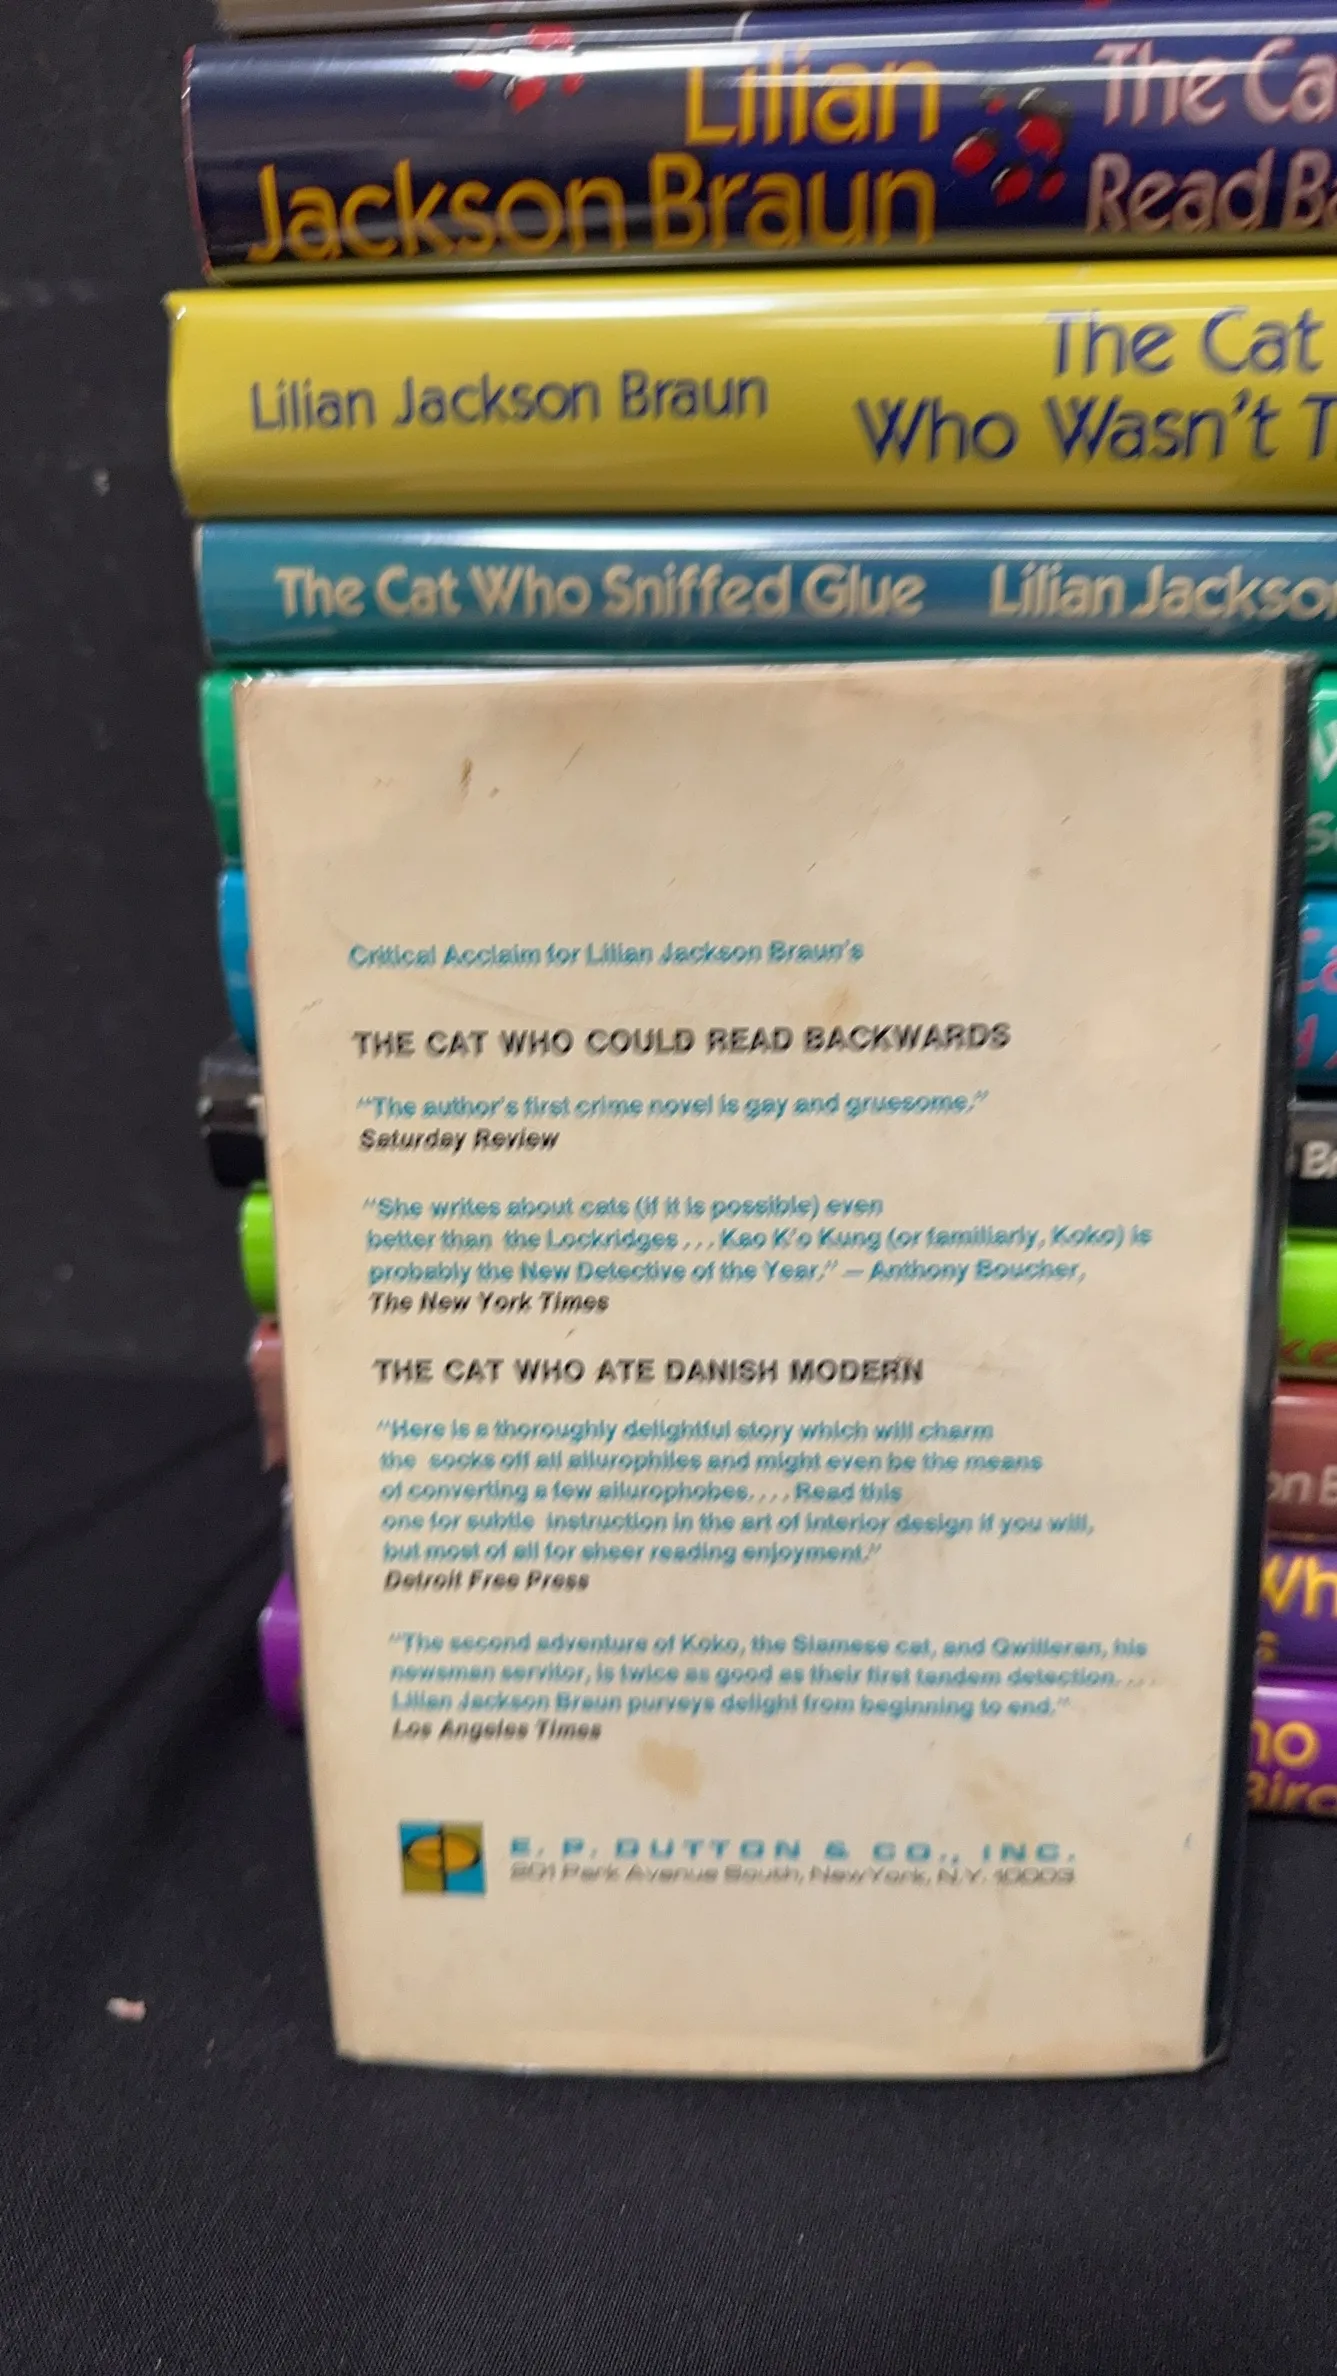 Lilian
Jackson Braun
The Ca
Read Ba
Lilian Jackson Braun
The Cat
Who Wasn't T
The Cat Who Sniffed Glue Lilian Jackson
Critical Acclaim for Lilian Jackson Braun's
THE CAT WHO COULD READ BACKWARDS
"The author's first crime novel is gay and gruesome."
Saturday Review
"She writes about cats (if it is possible) even
better than the Lockridges . . . Kao K'o Kung (or familiarly, Koko) is
probably the New Detective of the Year." — Anthony Boucher,
The New York Times
THE CAT WHO ATE DANISH MODERN
"Here is a thoroughly delightful story which will charm
the socks off all ailurophiles and might even be the means
of converting a few ailurophobes. . . . Read this
one for subtle instruction in the art of interior design if you will,
but most of all for sheer reading enjoyment."
Detroit Free Press
"The second adventure of Koko, the Siamese cat, and Qwilleran, his
newsman servitor, is twice as good as their first tandem detection. . . .
Lilian Jackson Braun purveys delight from beginning to end."
Los Angeles Times
E. P. DUTTON & CO., INC.
201 Park Avenue South, New York, N.Y. 10003
on B
Wh
s
ho
Bird